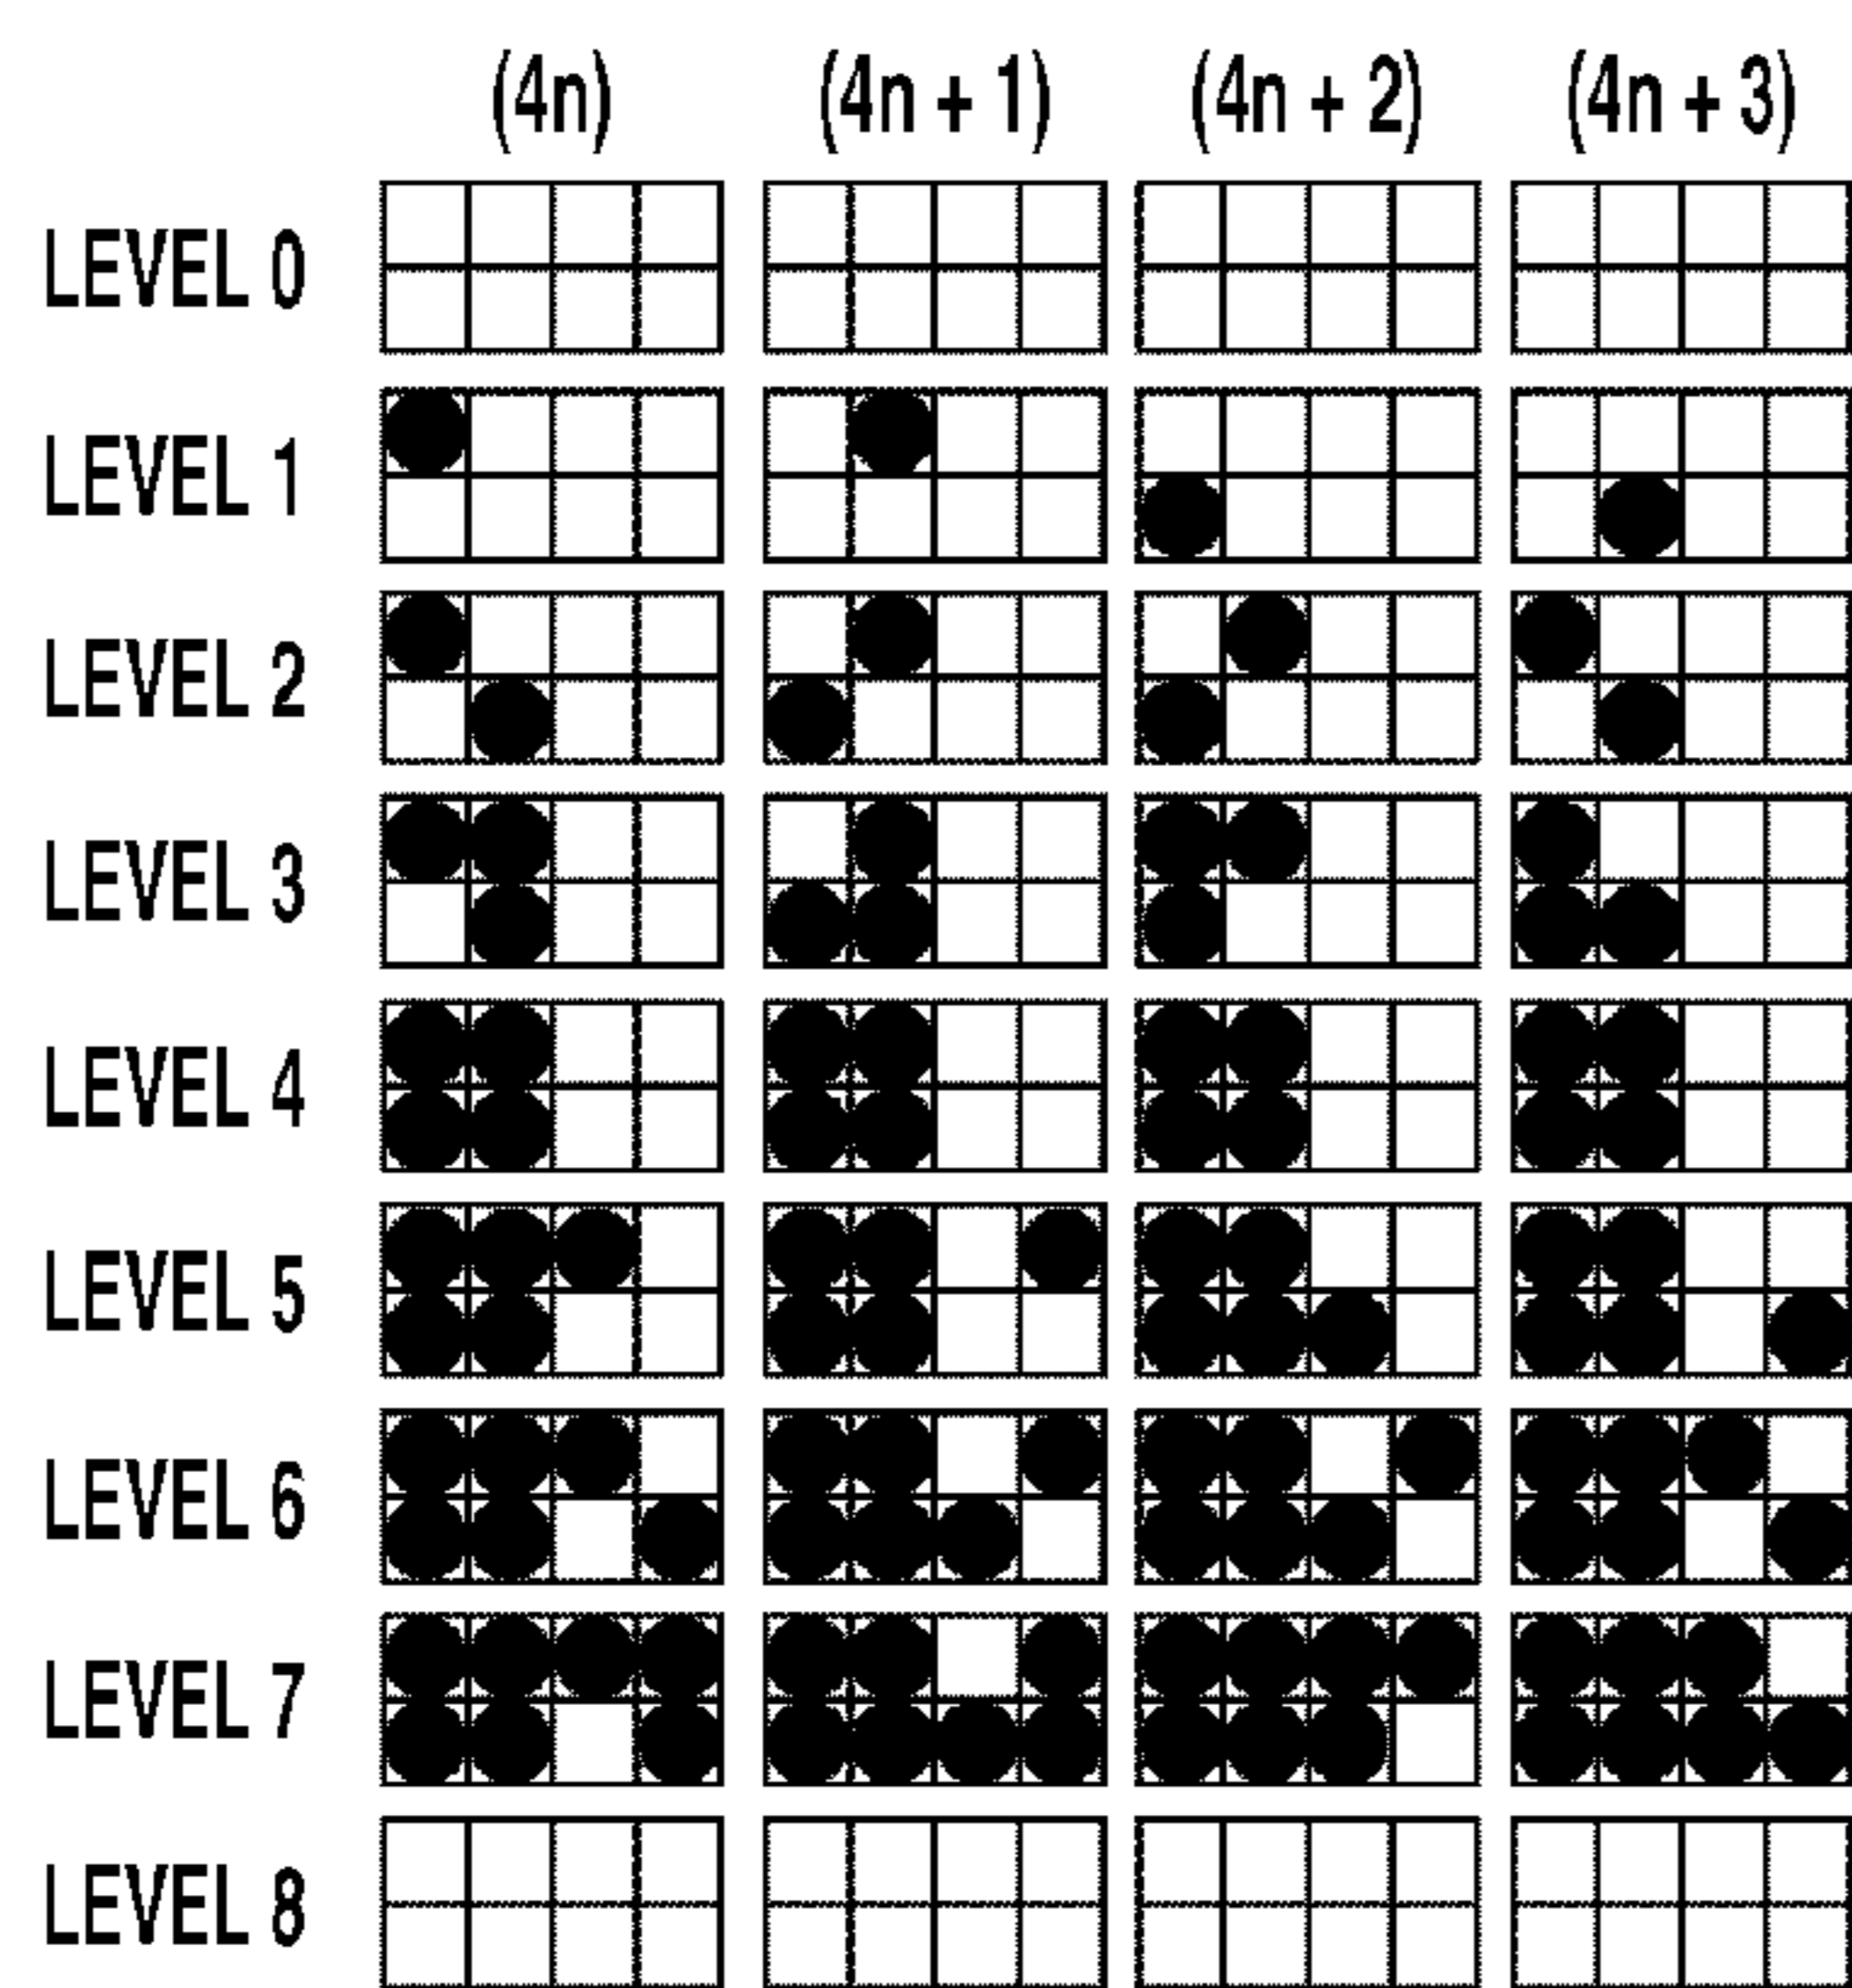 (4n) (4n + 1) (4n + 2) (4n + 3)
LEVEL 0
LEVEL 1
LEVEL 2
LEVEL 3
LEVEL 4
LEVEL 5
LEVEL 6
LEVEL 7
LEVEL 8